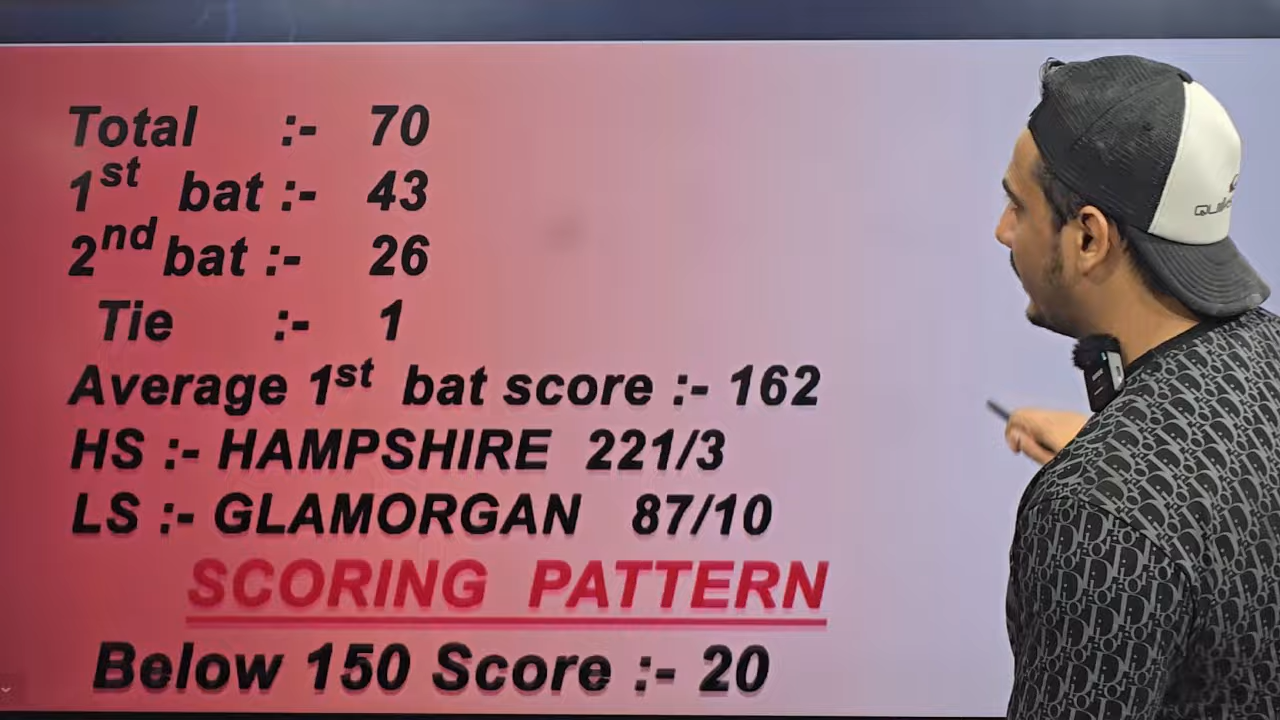 Total :- 70
1st bat :- 43
2nd bat :- 26
Tie :- 1
Average 1st bat score :- 162
HS :- HAMPSHIRE 221/3
LS :- GLAMORGAN 87/10
SCORING PATTERN
Below 150 Score :- 20